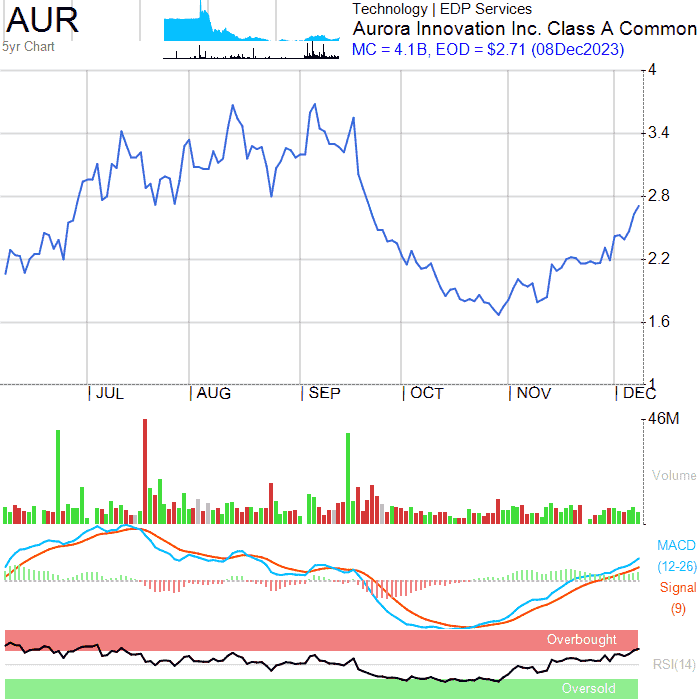 AUR
5yr Chart
Technology | EDP Services
Aurora Innovation Inc. Class A Common
MC = 4.1B, EOD = $2.71 (08Dec2023)
4
3.4
2.8
2.2
1.6
1
JUL AUG SEP OCT NOV DEC
46M
Volume
MACD
(12-26)
Signal
(9)
Overbought
RSI(14)
Oversold